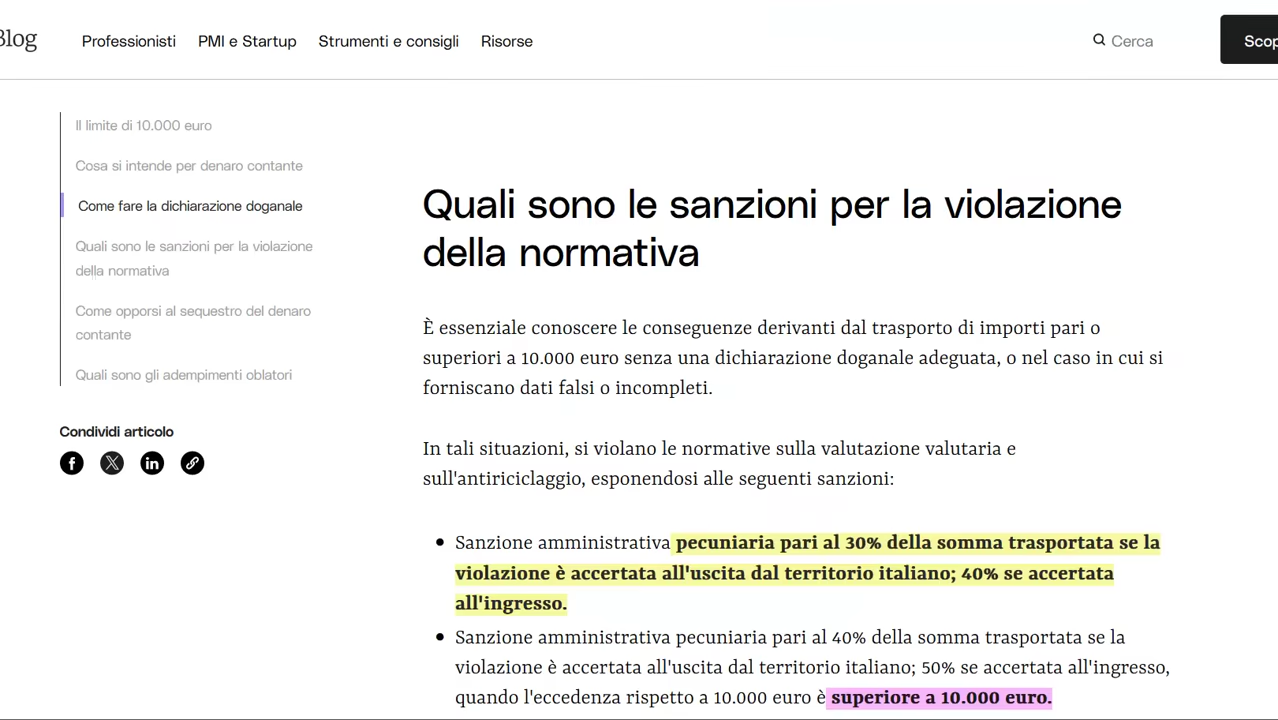 Blog
Professionisti
PMI e Startup
Strumenti e consigli
Risorse
Cerca
Scop
Il limite di 10.000 euro
Cosa si intende per denaro contante
Come fare la dichiarazione doganale
Quali sono le sanzioni per la violazione
della normativa
Come opporsi al sequestro del denaro
contante
Quali sono gli adempimenti oblatori
Condividi articolo
Quali sono le sanzioni per la violazione
della normativa
È essenziale conoscere le conseguenze derivanti dal trasporto di importi pari o
superiori a 10.000 euro senza una dichiarazione doganale adeguata, o nel caso in cui si
forniscano dati falsi o incompleti.
In tali situazioni, si violano le normative sulla valutazione valutaria e
sull'antiriciclaggio, esponendosi alle seguenti sanzioni:
Sanzione amministrativa pecuniaria pari al 30% della somma trasportata se la
violazione è accertata all'uscita dal territorio italiano; 40% se accertata
all'ingresso.
Sanzione amministrativa pecuniaria pari al 40% della somma trasportata se la
violazione è accertata all'uscita dal territorio italiano; 50% se accertata all'ingresso,
quando l'eccedenza rispetto a 10.000 euro è superiore a 10.000 euro.